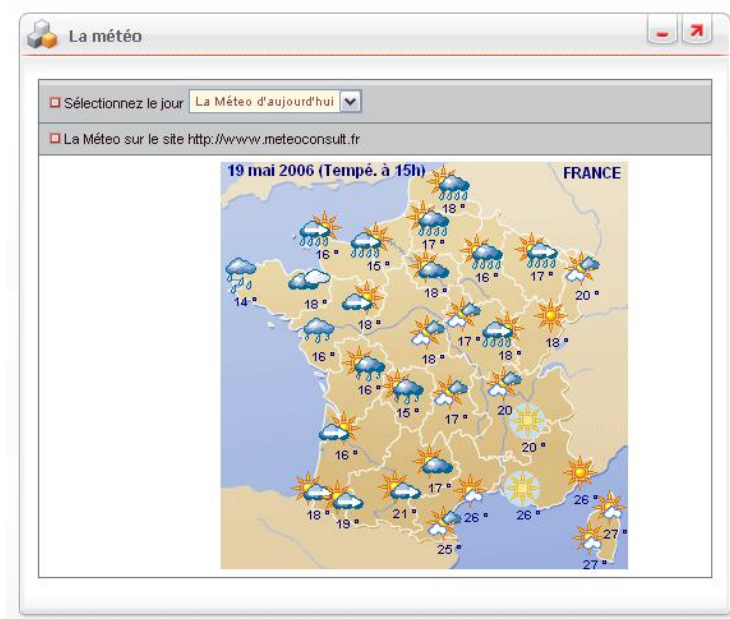 La météo
Sélectionnez le jour La Méteo d'aujourd'hui
La Méteo sur le site http://www.meteoconsult.fr
19 mai 2006 (Tempé. à 15h) FRANCE
18 °
17 °
16 ° 15 ° 16 ° 17 °
14 ° 18 ° 18 ° 20 °
18 ° 17 ° 18 °
16 ° 18 ° 18 °
16 °
15 ° 17 ° 20
16 ° 20 °
17 °
18 ° 19 ° 21 ° 26 ° 26 ° 26 °
25 ° 27 °
27 °